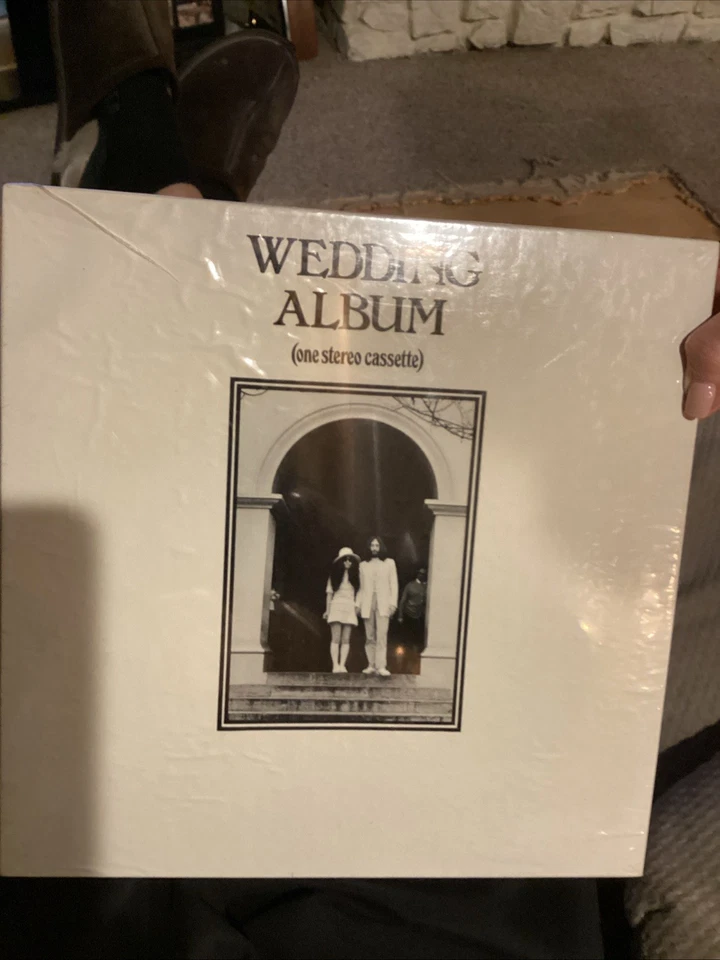 WEDDING
ALBUM
(one stereo cassette)